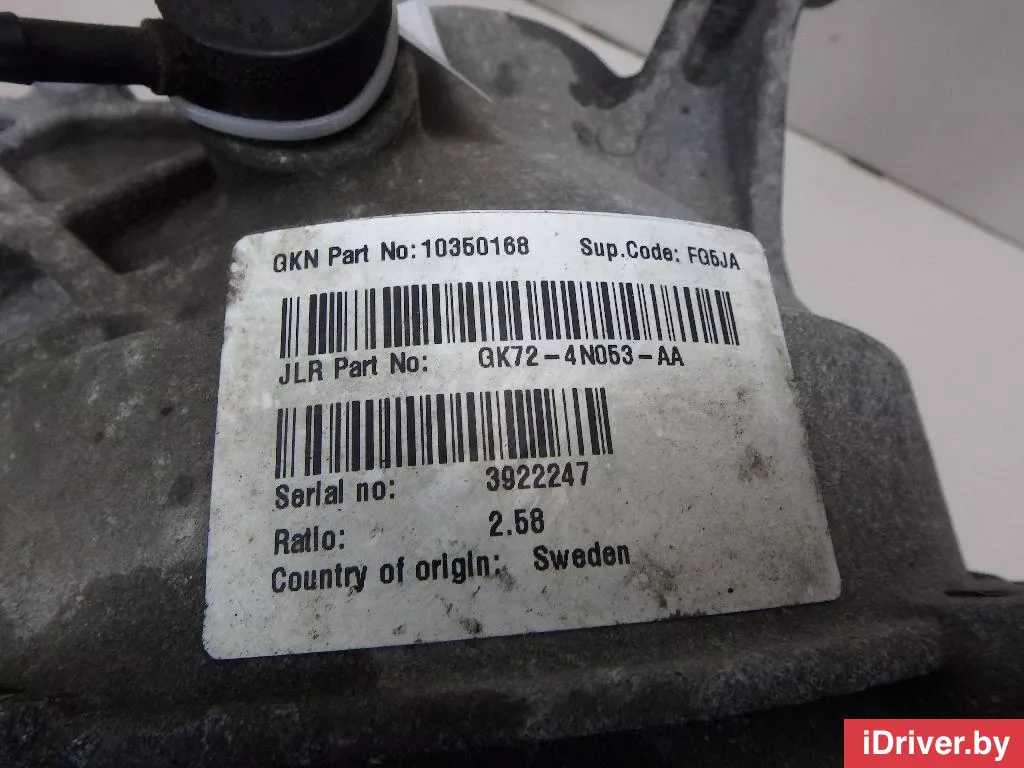 GKN Part No: 10350168 Sup.Code: FG5JA
JLR Part No: GK72-4N053-AA
Serial no: 3922247
Ratio: 2.58
Country of origin: Sweden
iDriver.by